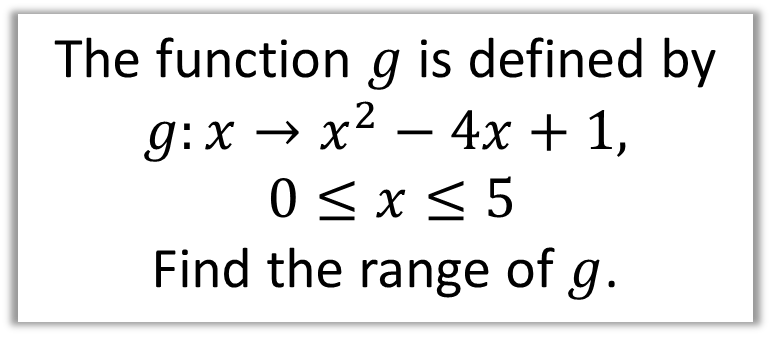 The function g is defined by
g: x → x² − 4x + 1,
0 ≤ x ≤ 5
Find the range of g.